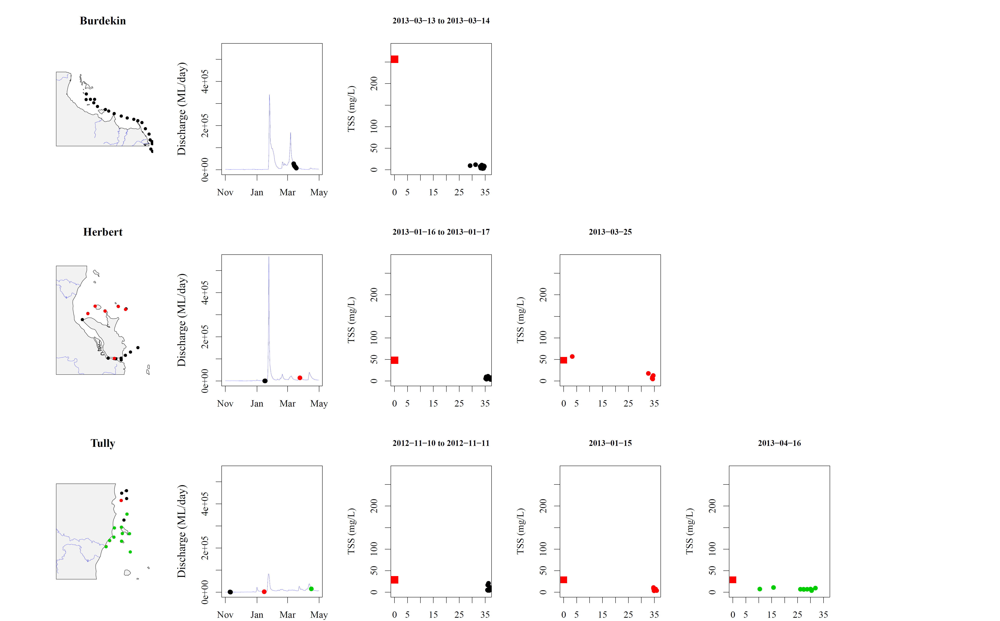 Burdekin
2013−03−13 to 2013−03−14
Discharge (ML/day)
0e+00 2e+05 4e+05
Nov Jan Mar May
TSS (mg/L)
0 50 100 200
0 5 15 25 35
Herbert
2013−01−16 to 2013−01−17
2013−03−25
Discharge (ML/day)
0e+00 2e+05 4e+05
Nov Jan Mar May
TSS (mg/L)
0 50 100 200
0 5 15 25 35
TSS (mg/L)
0 50 100 200
0 5 15 25 35
Tully
2012−11−10 to 2012−11−11
2013−01−15
2013−04−16
Discharge (ML/day)
0e+00 2e+05 4e+05
Nov Jan Mar May
TSS (mg/L)
0 50 100 200
0 5 15 25 35
TSS (mg/L)
0 50 100 200
0 5 15 25 35
TSS (mg/L)
0 50 100 200
0 5 15 25 35